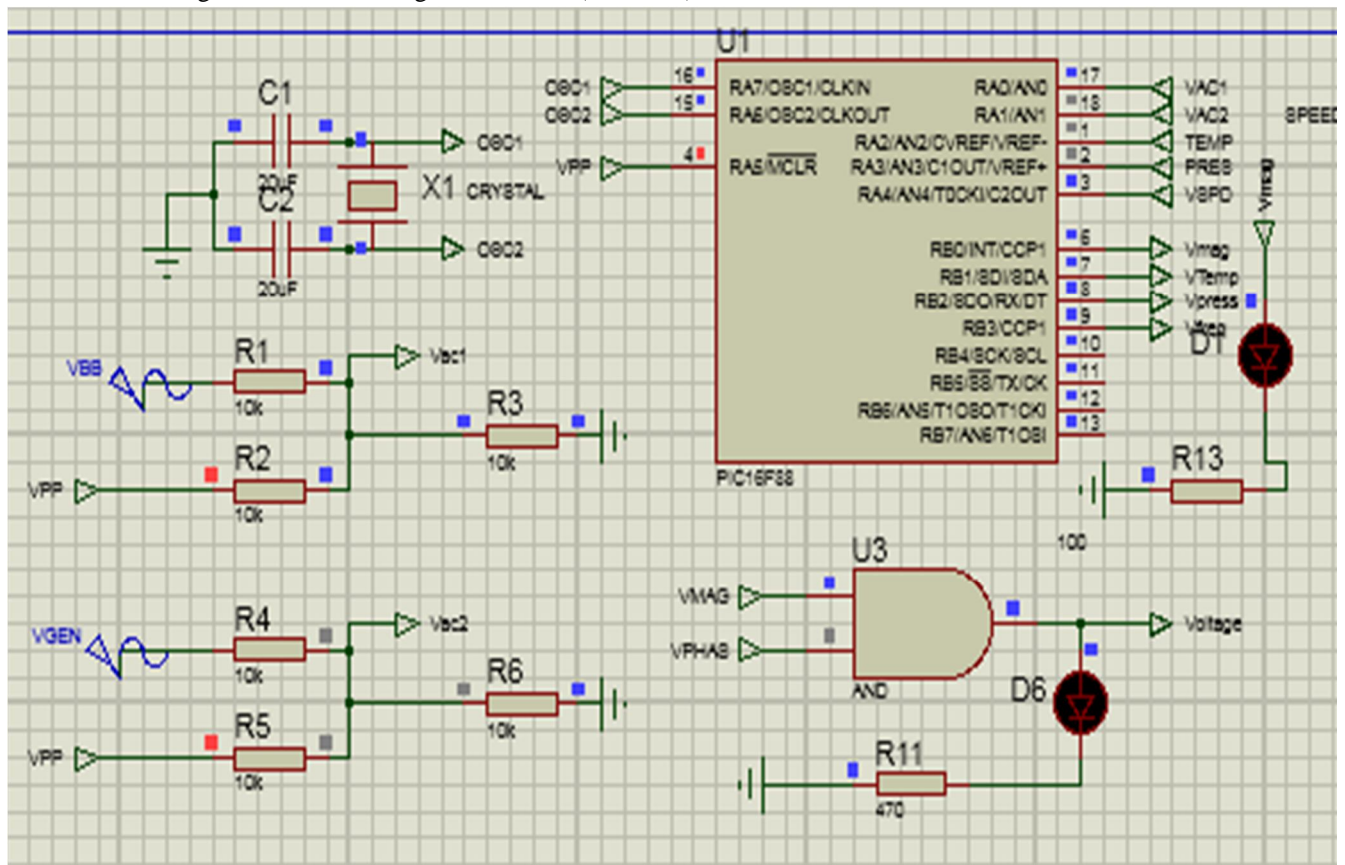 U1
C1
OSC1
16
RA7/OSC1/CLKIN
RA0/AN0
17
VAC1
OSC2
15
RA6/OSC2/CLKOUT
RA1/AN1
18
VAC2
SPEED
OSC1
RA2/AN2/CVREF/VREF-
1
TEMP
VPP
4
RA5/MCLR
RA3/AN3/C1OUT/VREF+
2
PRES
20uF
C2
X1
CRYSTAL
RA4/AN4/T0CKI/C2OUT
3
VSPD
Vmag
OSC2
RB0/INT/CCP1
6
Vmag
RB1/SDI/SDA
7
VTemp
20uF
RB2/SDO/RX/DT
8
Vpress
RB3/CCP1
9
D1
R1
Vac1
RB4/SCK/SCL
10
VBB
RB5/SS/TX/CK
11
10k
R3
RB6/AN5/T1OSO/T1CKI
12
RB7/AN6/T1OSI
13
R2
10k
R13
VPP
PIC16F88
10k
100
U3
VMAG
R4
Vac2
Voltage
VGEN
VPHAS
10k
R6
AND
D6
R5
10k
VPP
R11
10k
470